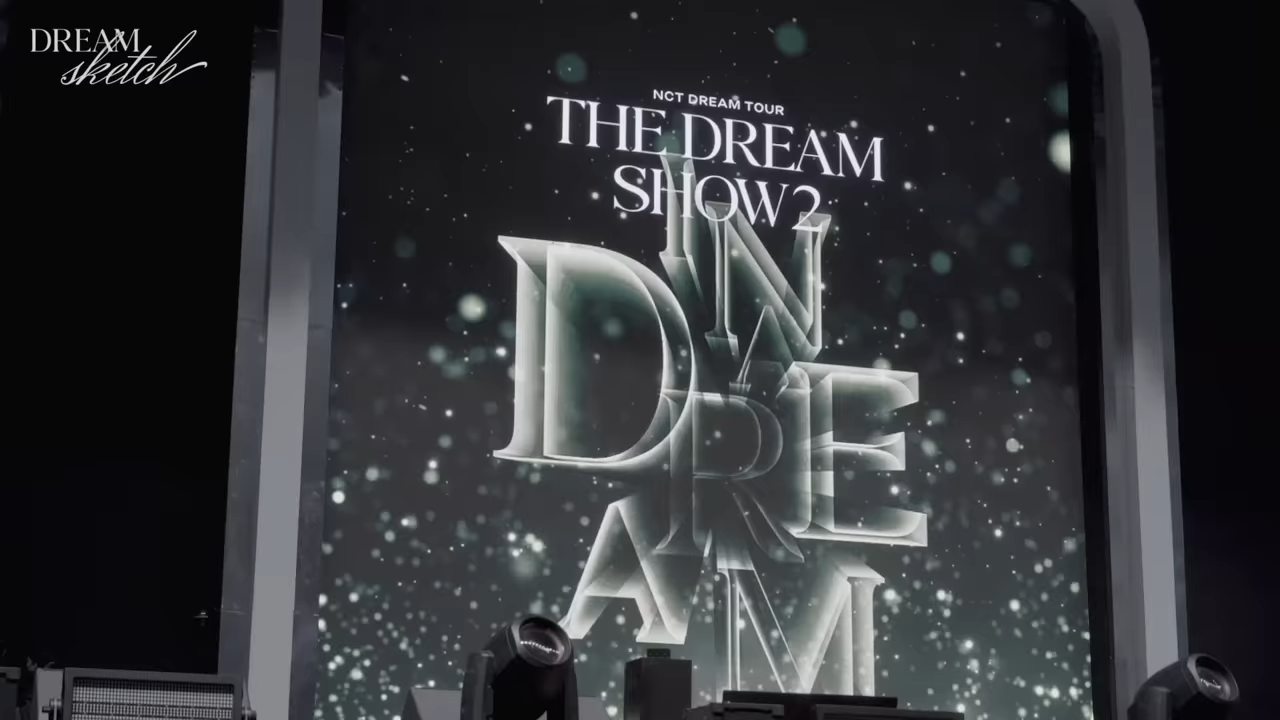 DREAM
sketch
NCT DREAM TOUR
THE DREAM
SHOW 2
IN
A
DREAM